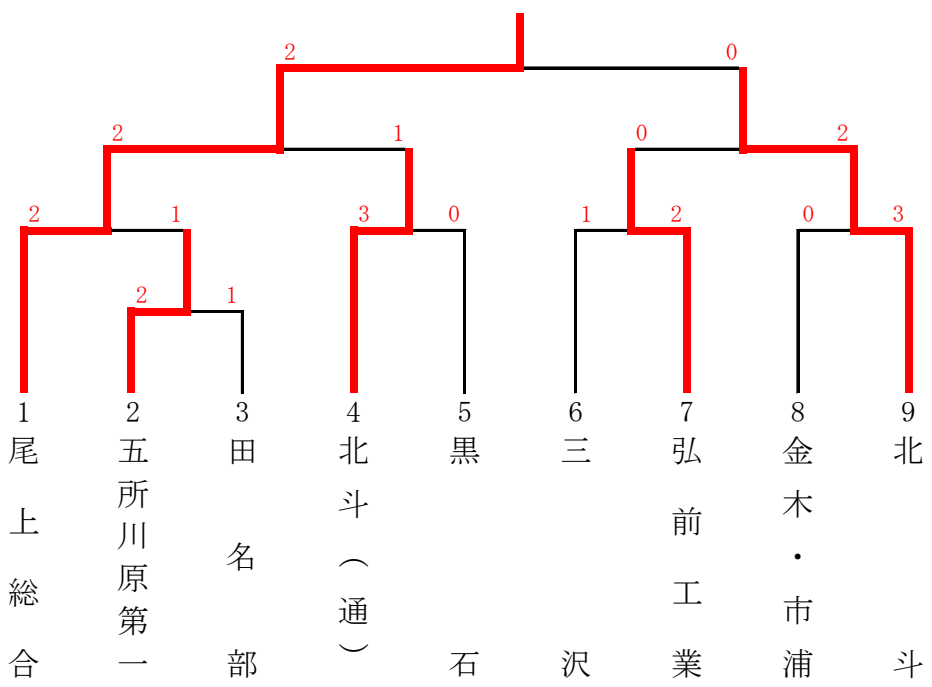 2 0
2 1 0 2
2 1 3 0 1 2 0 3
2 1
1 2 3 4 5 6 7 8 9
尾上総合
五所川原第一
田名部
北斗(通)
黒石
三沢
弘前工業
金木・市浦
北斗